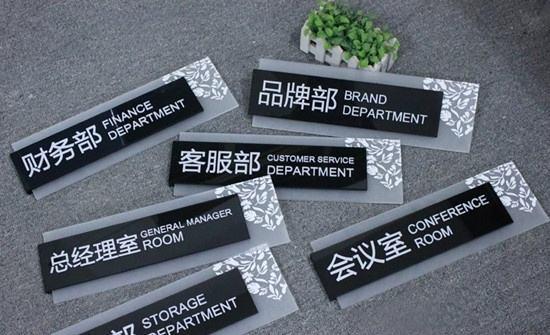 品牌部 BRAND
DEPARTMENT
财务部 FINANCE
DEPARTMENT
客服部 CUSTOMER SERVICE
DEPARTMENT
总经理室 GENERAL MANAGER
ROOM
会议室 CONFERENCE
ROOM
部 STORAGE
DEPARTMENT